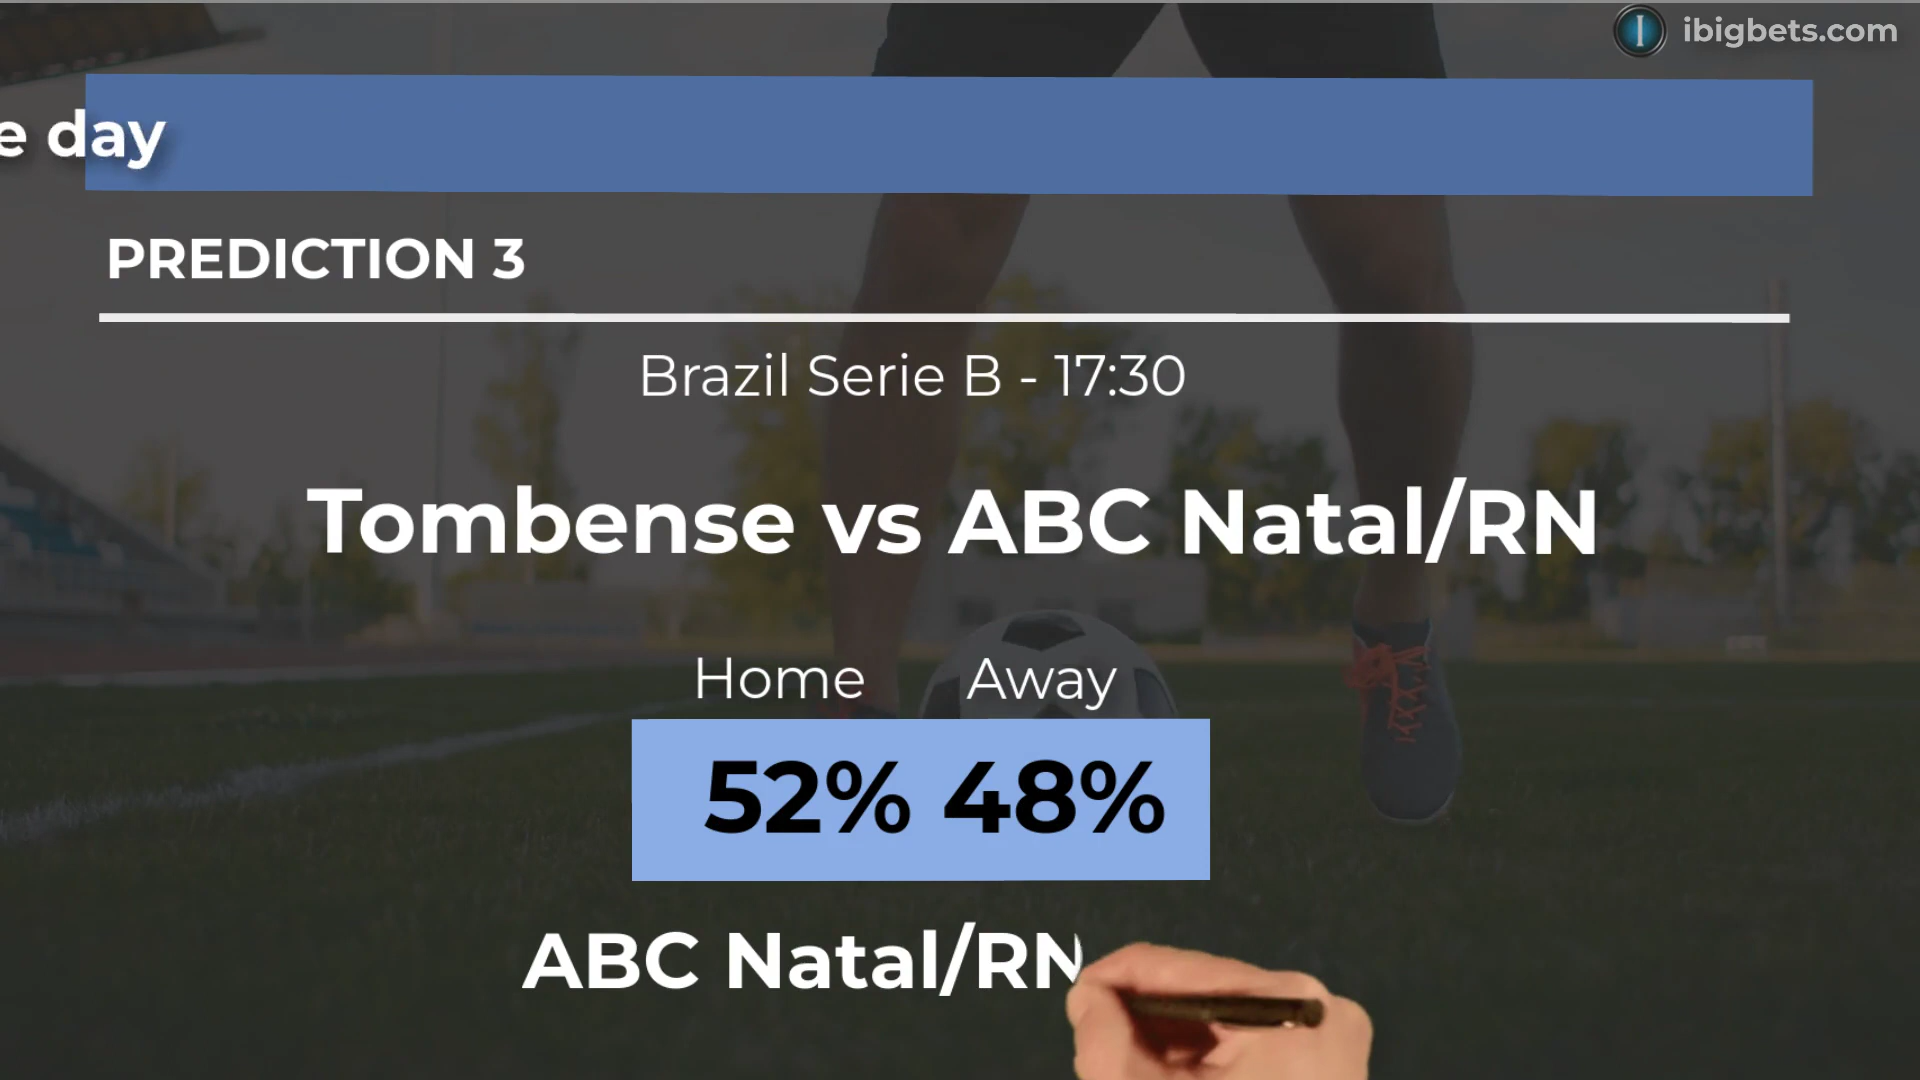 I ibigbets.com
e day
PREDICTION 3
Brazil Serie B - 17:30
Tombense vs ABC Natal/RN
Home Away
52% 48%
ABC Natal/RN